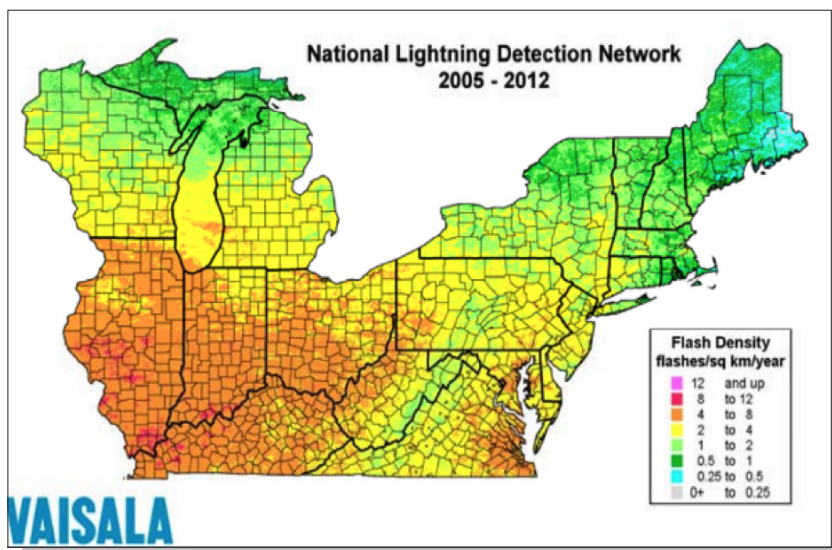 National Lightning Detection Network
2005 - 2012
Flash Density
flashes/sq km/year
12 and up
8 to 12
4 to 8
2 to 4
1 to 2
0.5 to 1
0.25 to 0.5
0+ to 0.25
VAISALA